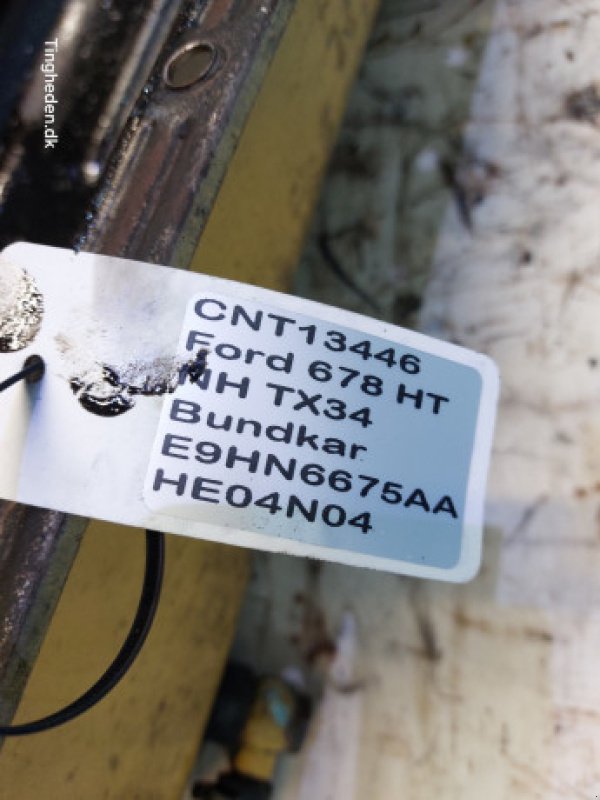 Tingheden.dk
CNT13446
Ford 678 HT
NH TX34
Bundkar
E9HN6675AA
HE04N04